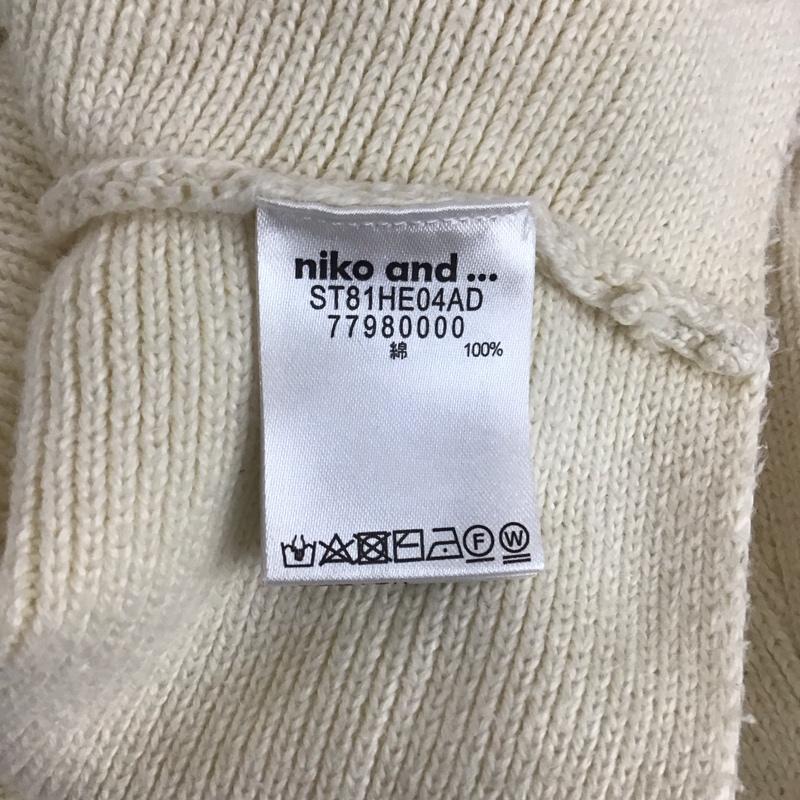 niko and ...
ST81HE04AD
77980000
綿 100%
F W